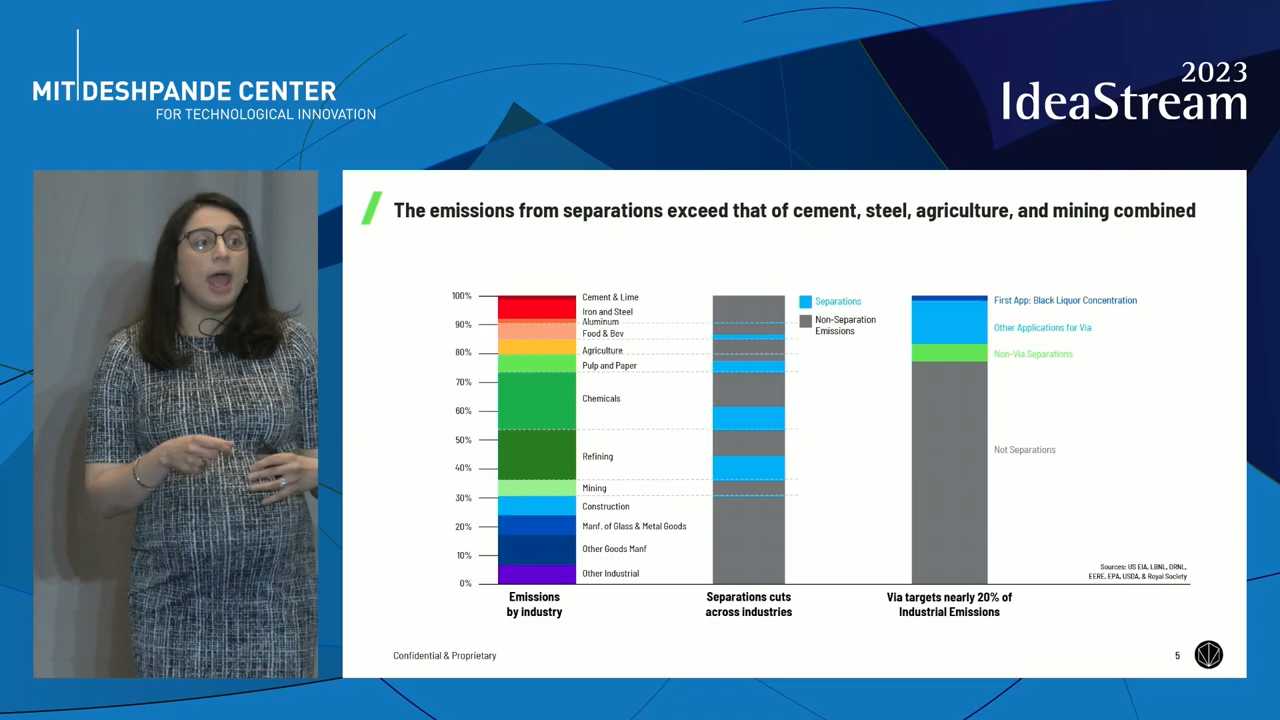 MIT DESHPANDE CENTER
FOR TECHNOLOGICAL INNOVATION
2023
IdeaStream
The emissions from separations exceed that of cement, steel, agriculture, and mining combined
100%
90%
80%
70%
60%
50%
40%
30%
20%
10%
0%
Cement & Lime
Iron and Steel
Aluminum
Food & Bev
Agriculture
Pulp and Paper
Chemicals
Refining
Mining
Construction
Manf. of Glass & Metal Goods
Other Goods Manf
Other Industrial
Separations
Non-Separation
Emissions
First App: Black Liquor Concentration
Other Applications for Via
Non-Via Separations
Not Separations
Sources: US EIA, LBNL, ORNL,
EERE, EPA, USDA, & Royal Society
Emissions
by industry
Separations cuts
across industries
Via targets nearly 20% of
Industrial Emissions
Confidential & Proprietary
5